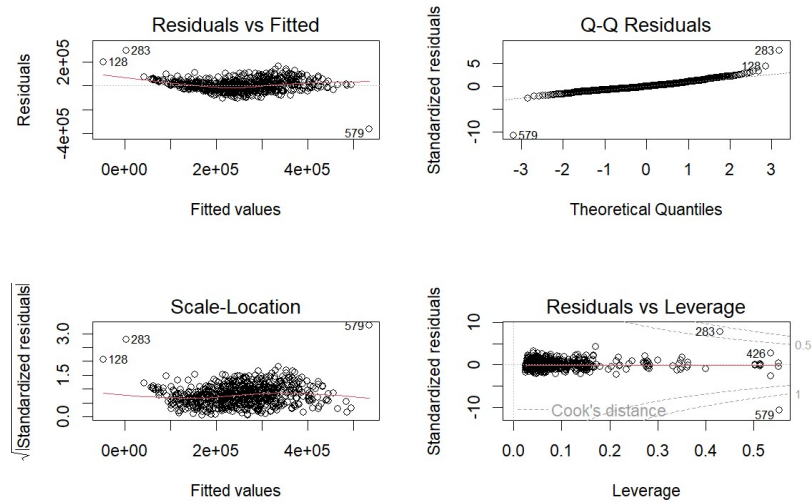 Residuals vs Fitted
Residuals
2e+05
-4e+05
283
128
579
0e+00 2e+05 4e+05
Fitted values
Q-Q Residuals
Standardized residuals
5
0
-10
283
128
579
-3 -2 -1 0 1 2 3
Theoretical Quantiles
Scale-Location
√|Standardized residuals|
3.0
1.5
0.0
579
283
128
0e+00 2e+05 4e+05
Fitted values
Residuals vs Leverage
Standardized residuals
10
0
-10
283
0.5
426
1
Cook's distance
579
0.0 0.1 0.2 0.3 0.4 0.5
Leverage